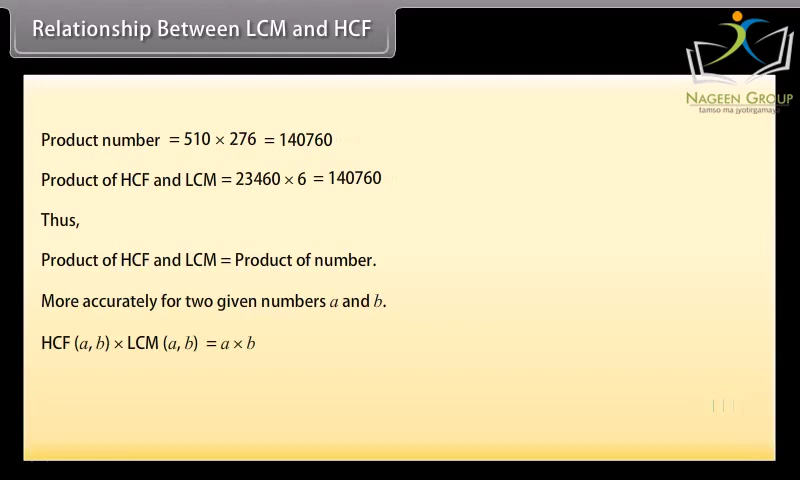 Relationship Between LCM and HCF
NAGEEN GROUP
tamso ma jyotirgamaya
Product number = 510 × 276 = 140760
Product of HCF and LCM = 23460 × 6 = 140760
Thus,
Product of HCF and LCM = Product of number.
More accurately for two given numbers a and b.
HCF (a, b) × LCM (a, b) = a × b